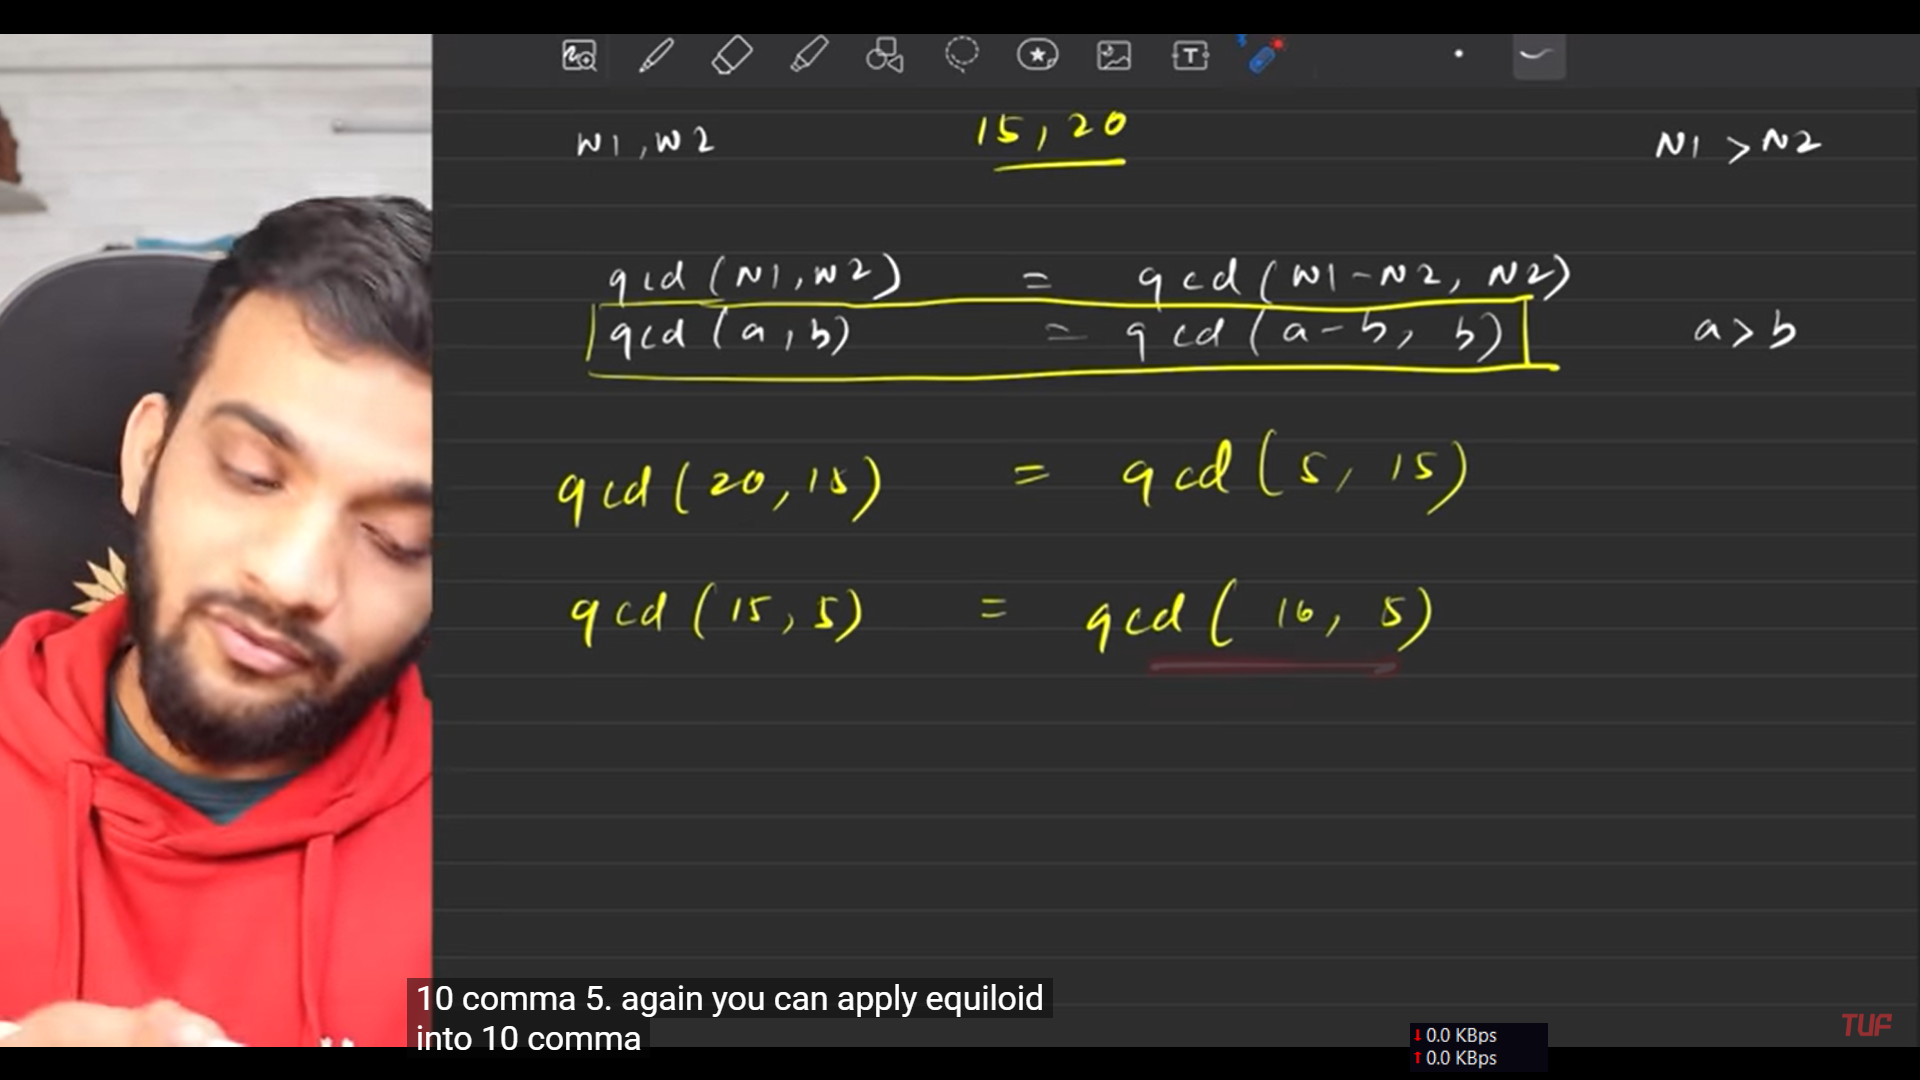 N1, N2
15, 20
N1 > N2
gcd (N1, N2) = gcd (N1-N2, N2)
gcd (a, b) = gcd (a-b, b)
a > b
gcd (20, 15) = gcd (5, 15)
gcd (15, 5) = gcd ( 10, 5)
10 comma 5. again you can apply equiloid
into 10 comma
TUF
↓ 0.0 KBps
↑ 0.0 KBps